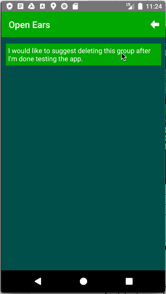 11:24
Open Ears
I would like to suggest deleting this group after
I'm done testing the app.